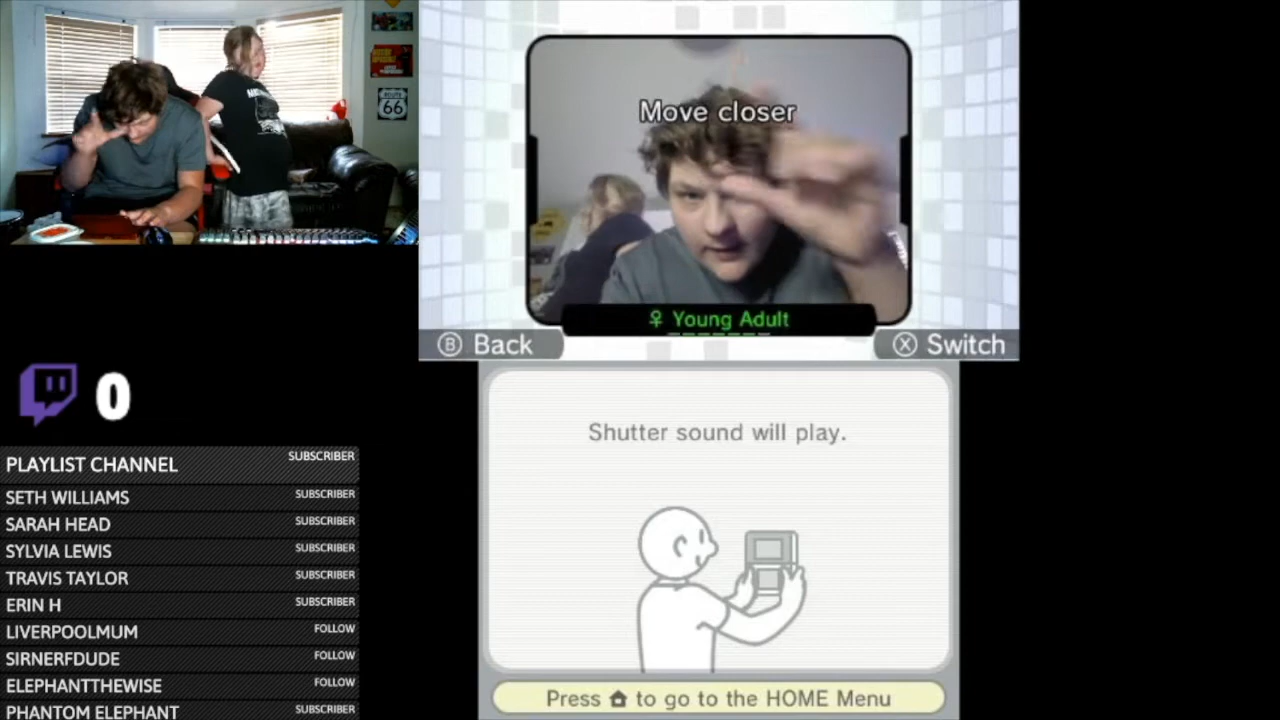 ROUTE
66
Move closer
♀ Young Adult
B Back
X Switch
0
PLAYLIST CHANNEL SUBSCRIBER
SETH WILLIAMS SUBSCRIBER
SARAH HEAD SUBSCRIBER
SYLVIA LEWIS SUBSCRIBER
TRAVIS TAYLOR SUBSCRIBER
ERIN H SUBSCRIBER
LIVERPOOLMUM FOLLOW
SIRNERFDUDE FOLLOW
ELEPHANTTHEWISE FOLLOW
PHANTOM ELEPHANT SUBSCRIBER
Shutter sound will play.
Press to go to the HOME Menu